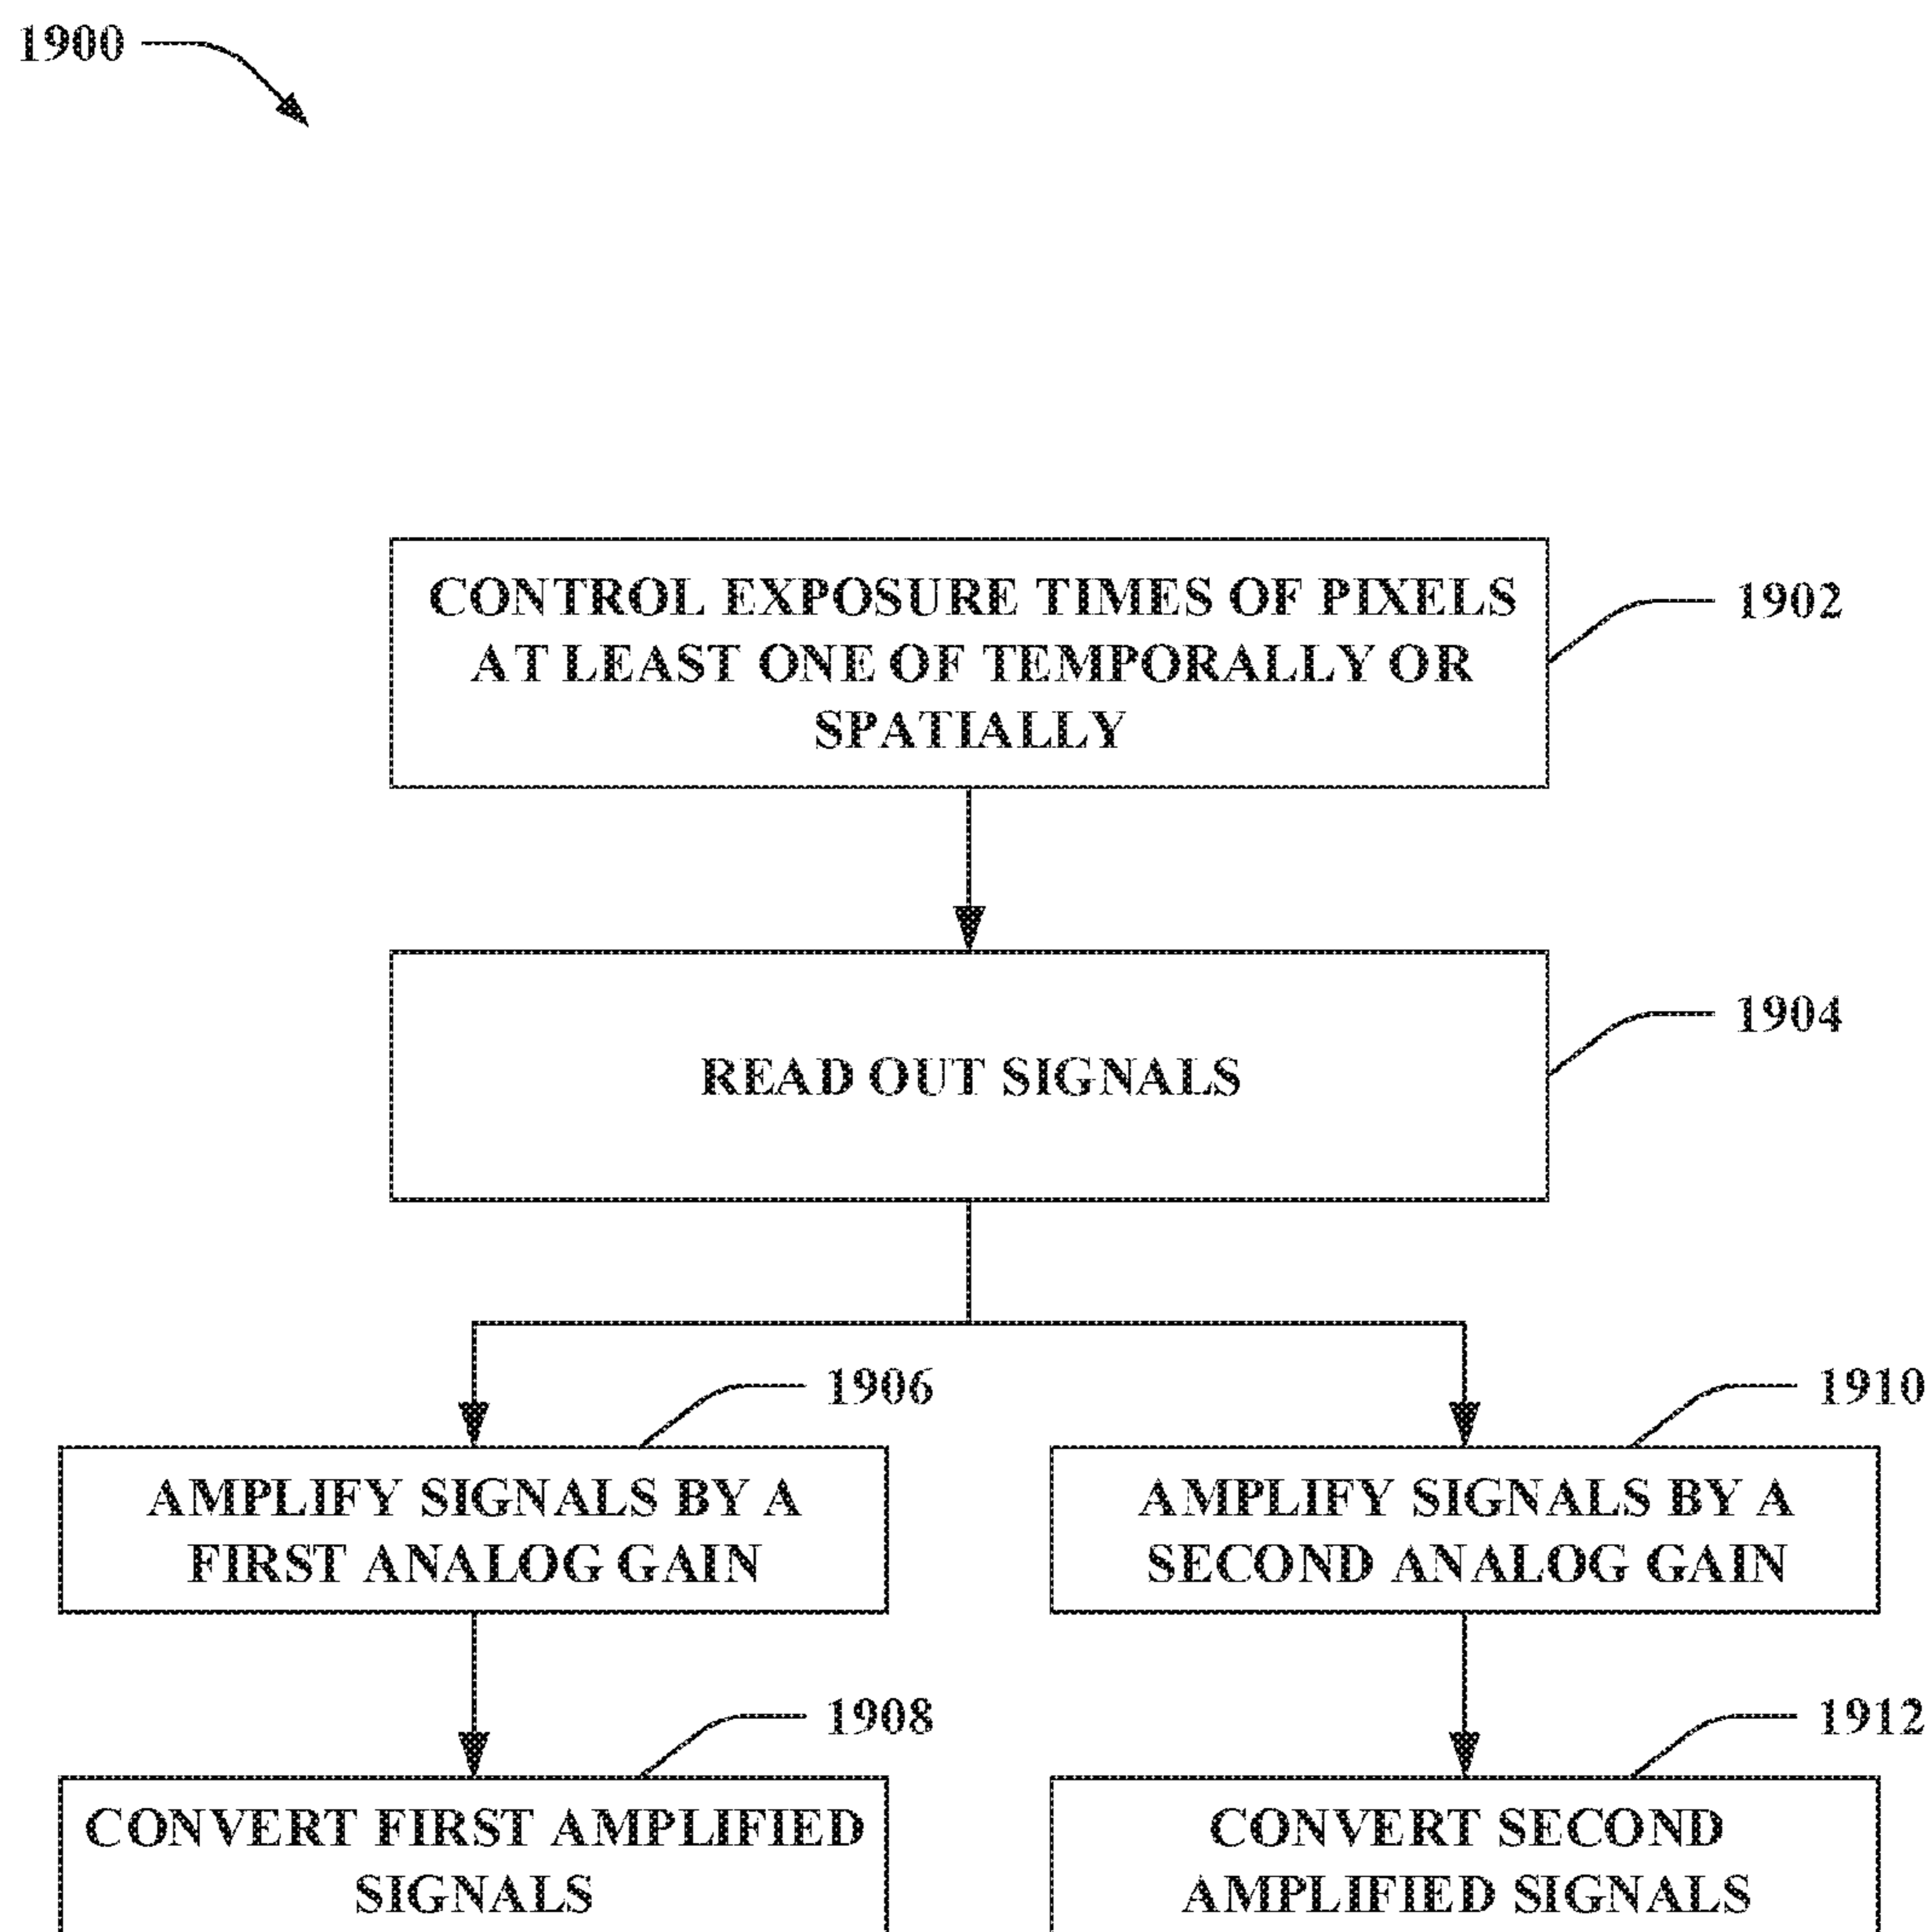 1900
CONTROL EXPOSURE TIMES OF PIXELS
AT LEAST ONE OF TEMPORALLY OR
SPATIALLY
1902
READ OUT SIGNALS
1904
1906
1910
AMPLIFY SIGNALS BY A
FIRST ANALOG GAIN
AMPLIFY SIGNALS BY A
SECOND ANALOG GAIN
1908
1912
CONVERT FIRST AMPLIFIED
SIGNALS
CONVERT SECOND
AMPLIFIED SIGNALS